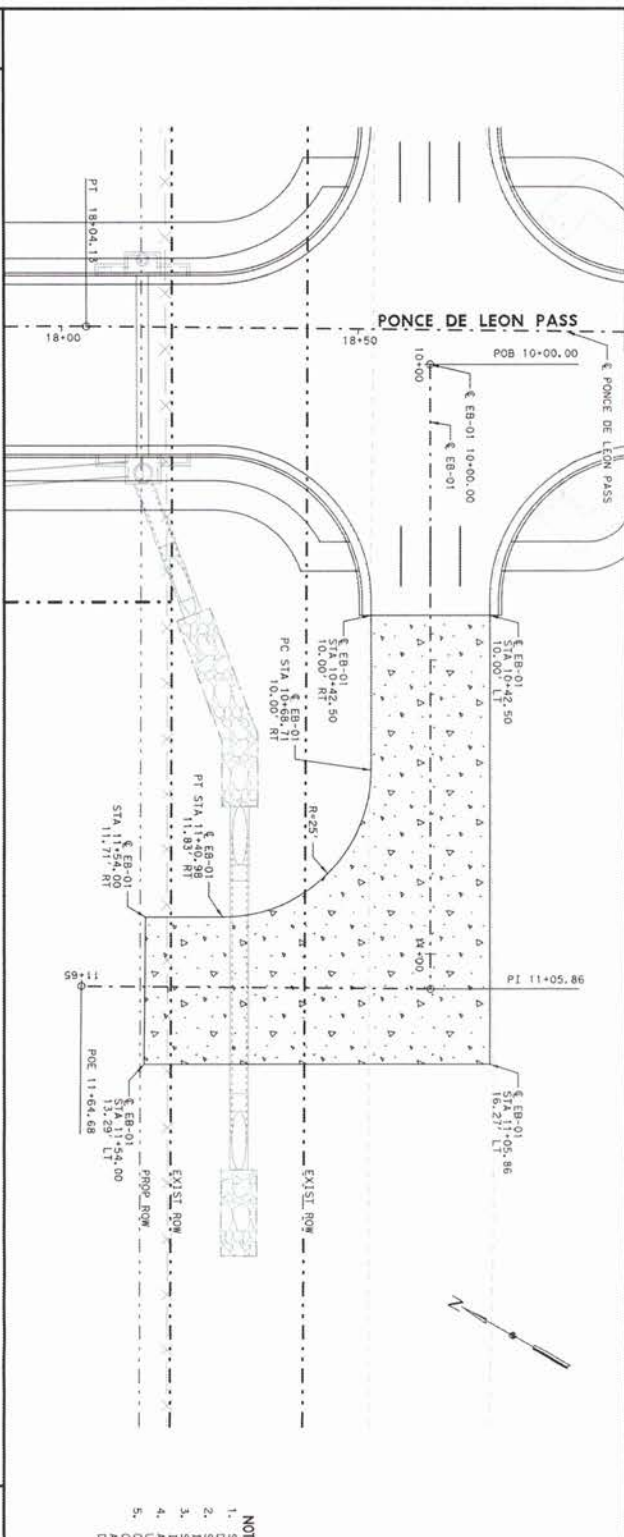 PT 18+04.13
18+00
PONCE DE LEON PASS
18+50
POB 10+00.00
10+00
℄ EB-01 10+00.00
℄ EB-01
℄ PONCE DE LEON PASS
℄ EB-01
STA 10+42.50
10.00' LT
℄ EB-01
STA 10+42.50
10.00' RT
℄ EB-01
PC STA 10+68.71
10.00' RT
R=25'
℄ EB-01
PT STA 11+40.98
11.83' RT
℄ EB-01
STA 11+54.00
11.71' RT
11+00
PI 11+05.86
11+65
POE 11+64.68
℄ EB-01
STA 11+54.00
13.29' LT
℄ EB-01
STA 11+05.86
16.27' LT
PROP ROW
EXIST ROW
EXIST ROW
N
1.
2.
3.
4.
5.